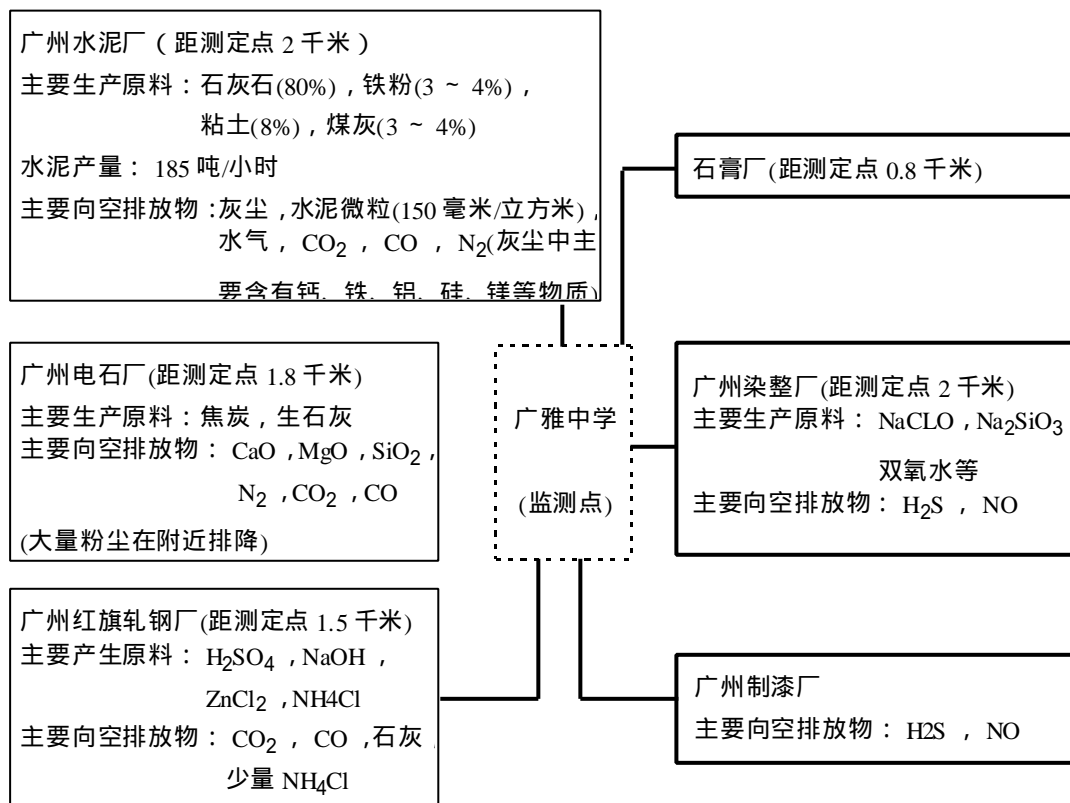 广州水泥厂（距测定点 2 千米）
主要生产原料：石灰石(80%)，铁粉(3 ~ 4%)，
粘土(8%)，煤灰(3 ~ 4%)
水泥产量：185 吨/小时
主要向空排放物：灰尘，水泥微粒(150 毫米/立方米)，
水气，CO2，CO，N2(灰尘中主
要含有钙、铁、铝、硅、镁等物质)
广州电石厂(距测定点 1.8 千米)
主要生产原料：焦炭，生石灰
主要向空排放物：CaO，MgO，SiO2，
N2，CO2，CO
(大量粉尘在附近排降)
广州红旗轧钢厂(距测定点 1.5 千米)
主要产生原料：H2SO4，NaOH，
ZnCl2，NH4Cl
主要向空排放物：CO2，CO，石灰，
少量 NH4Cl
广雅中学
(监测点)
石膏厂(距测定点 0.8 千米)
广州染整厂(距测定点 2 千米)
主要生产原料：NaCLO，Na2SiO3
双氧水等
主要向空排放物：H2S，NO
广州制漆厂
主要向空排放物：H2S，NO